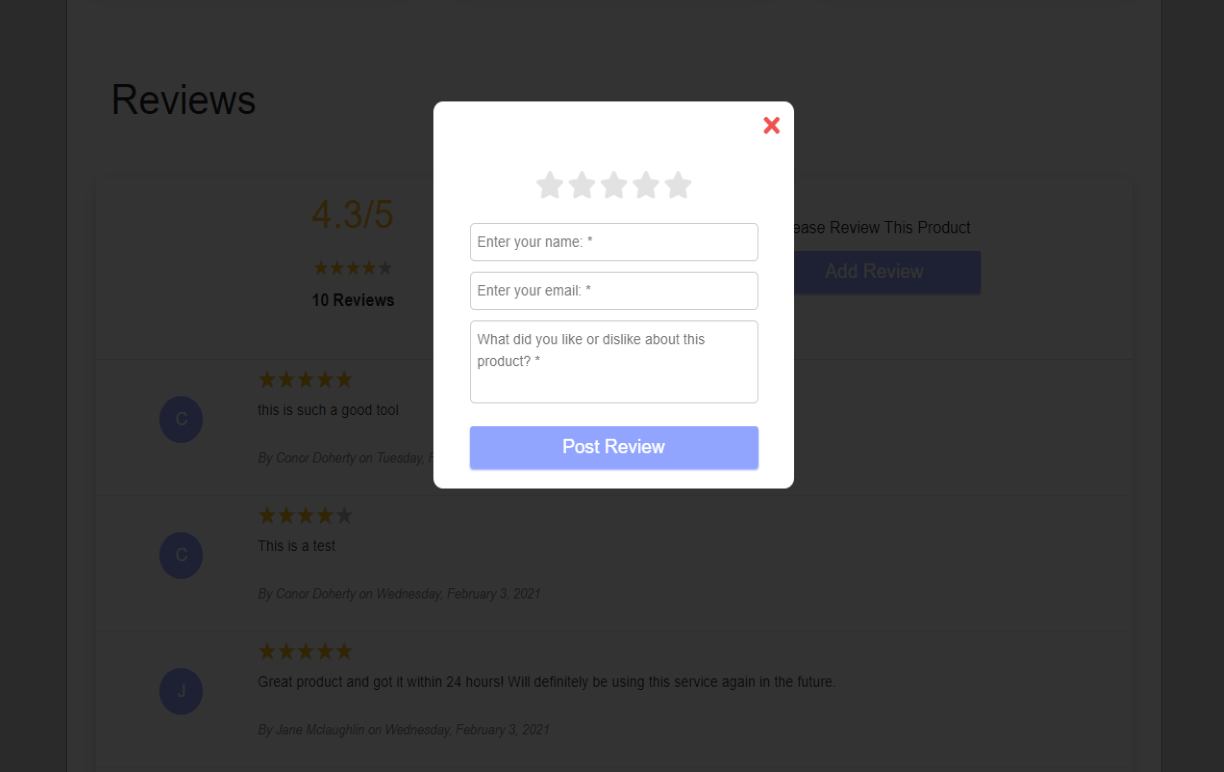 Reviews
4.3/5
10 Reviews
ease Review This Product
Add Review
Enter your name: *
Enter your email: *
What did you like or dislike about this
product? *
Post Review
C
this is such a good tool
By Conor Doherty on Tuesday, F
C
This is a test
By Conor Doherty on Wednesday, February 3, 2021
J
Great product and got it within 24 hours! Will definitely be using this service again in the future.
By Jane Mclaughlin on Wednesday, February 3, 2021